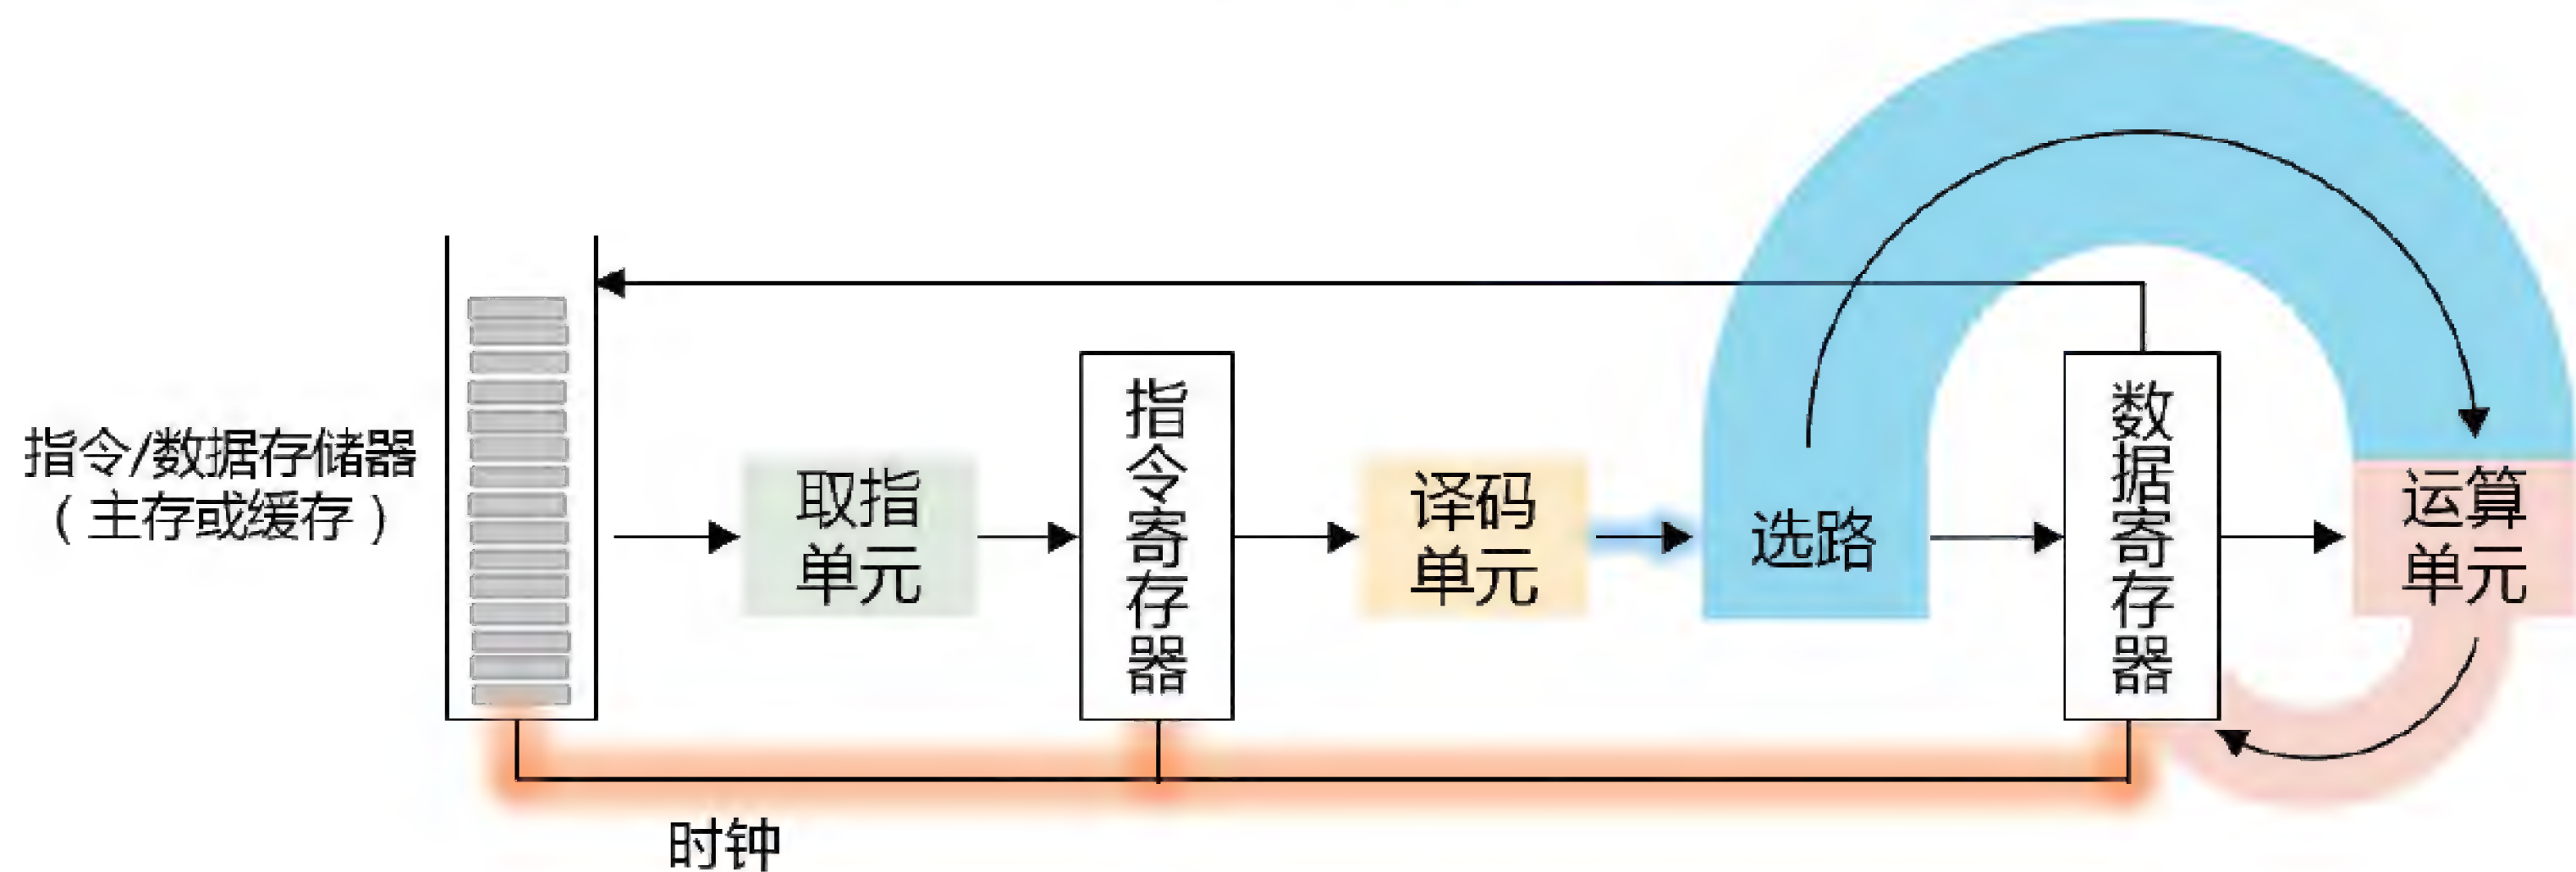 指令/数据存储器
（主存或缓存）
取指
单元
指令寄存器
译码
单元
选路
数据寄存器
运算
单元
时钟